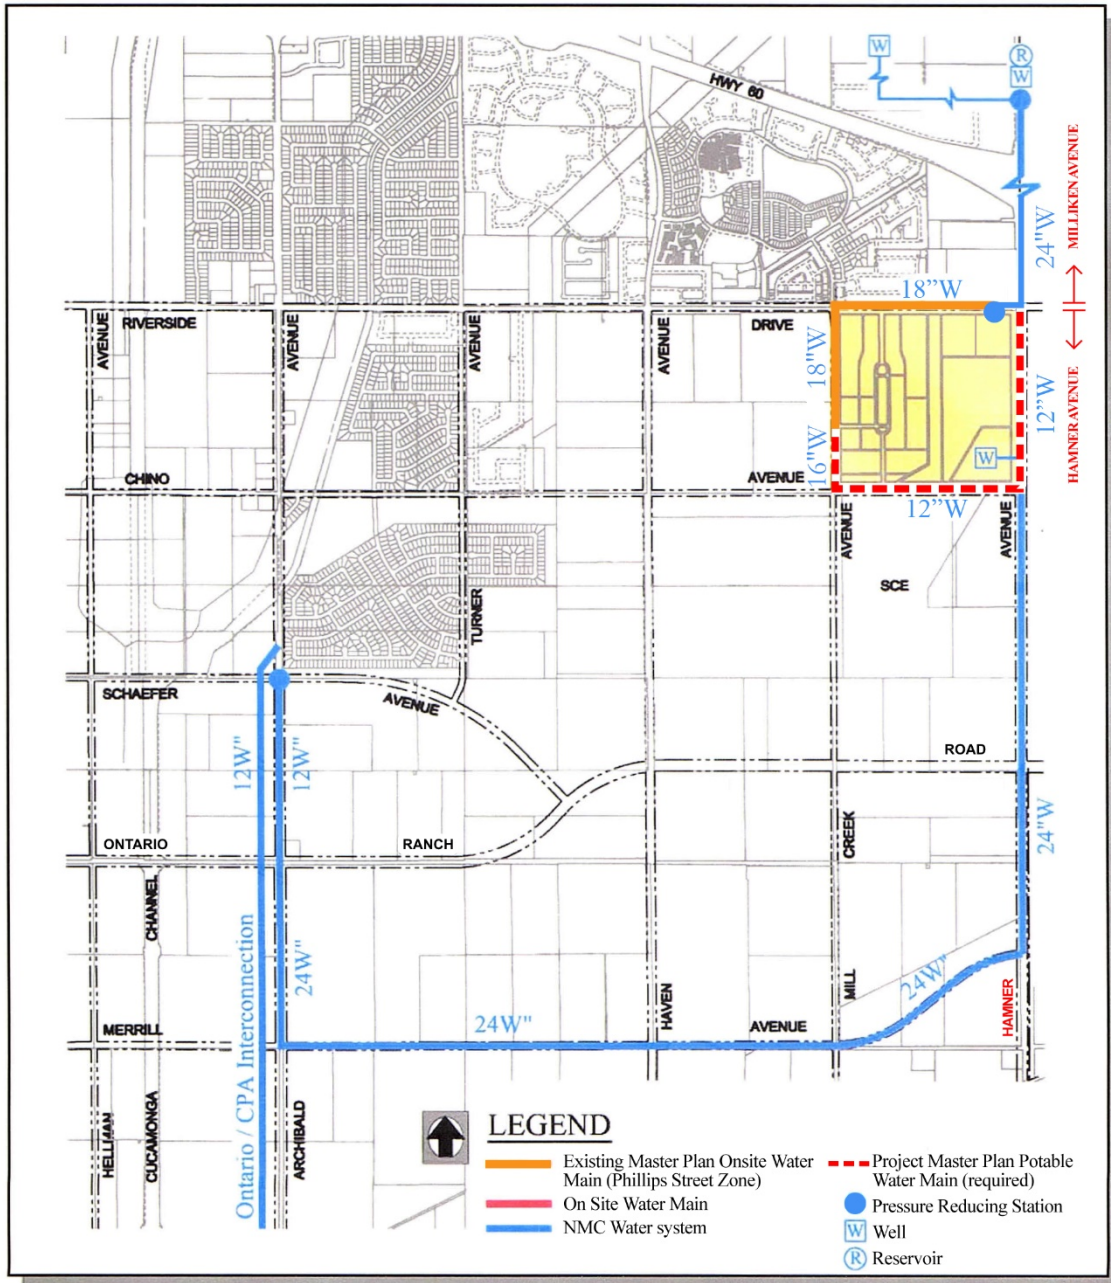 W
R
W
HWY 60
MILLIKEN AVENUE
24"W
18”W
RIVERSIDE
DRIVE
AVENUE
AVENUE
AVENUE
AVENUE
18"W
12”W
HAMNER AVENUE
16"W
W
CHINO
AVENUE
12”W
AVENUE
AVENUE
SCE
TURNER
SCHAEFER
AVENUE
12W"
12W"
ROAD
ONTARIO
RANCH
CREEK
24"W
CHANNEL
24W"
24W"
MILL
HAVEN
HAMNER
MERRILL
24W"
AVENUE
Ontario / CPA Interconnection
HELLMAN
CUCAMONGA
ARCHIBALD
LEGEND
Existing Master Plan Onsite Water
Main (Phillips Street Zone)
On Site Water Main
NMC Water system
Project Master Plan Potable
Water Main (required)
Pressure Reducing Station
W Well
R Reservoir